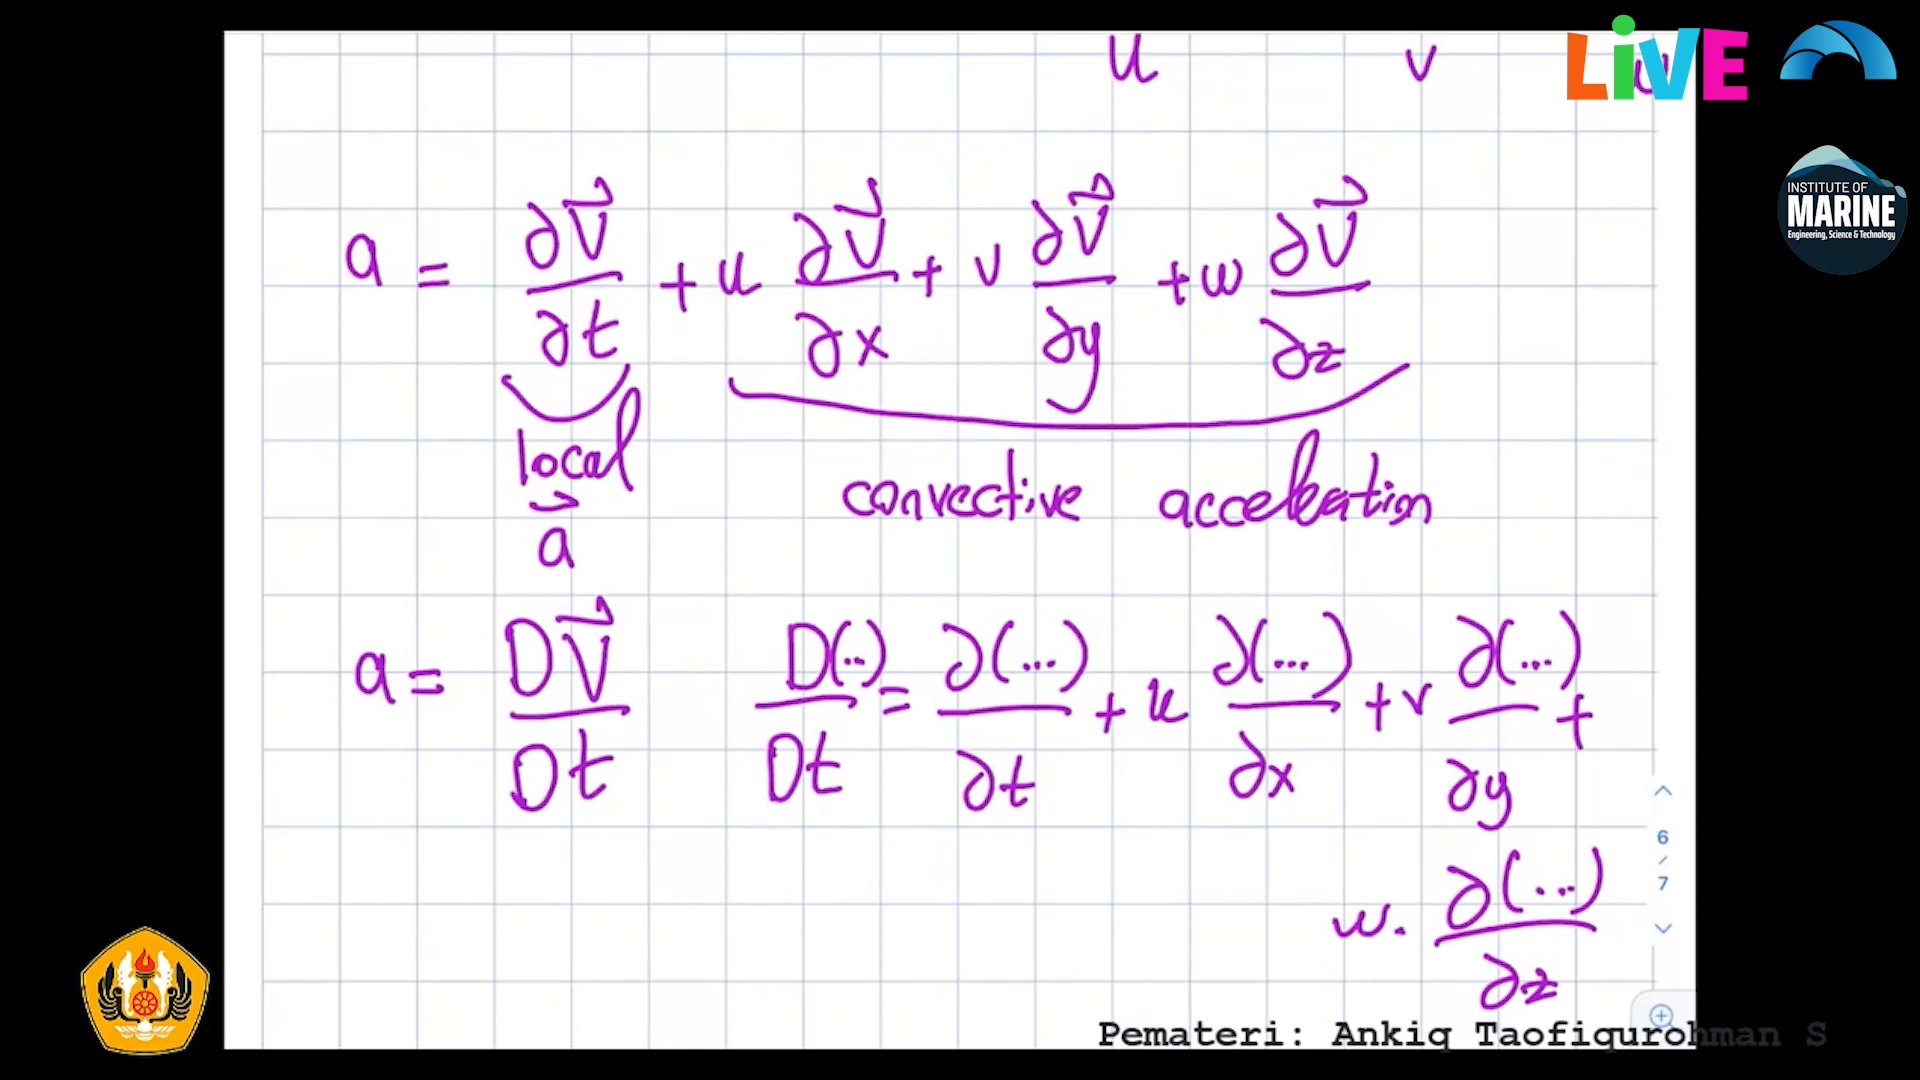 u v
LiVE
INSTITUTE OF
MARINE
Engineering, Science & Technology
a = ∂V⃗/∂t + u ∂V⃗/∂x + v ∂V⃗/∂y + w ∂V⃗/∂z
local
a⃗
convective acceleration
a = DV⃗/Dt D(..)/Dt = ∂(...)/∂t + u ∂(...)/∂x + v ∂(...)/∂y +
w. ∂(...)/∂z
6
/
7
Pemateri: Ankiq Taofiqurohman S